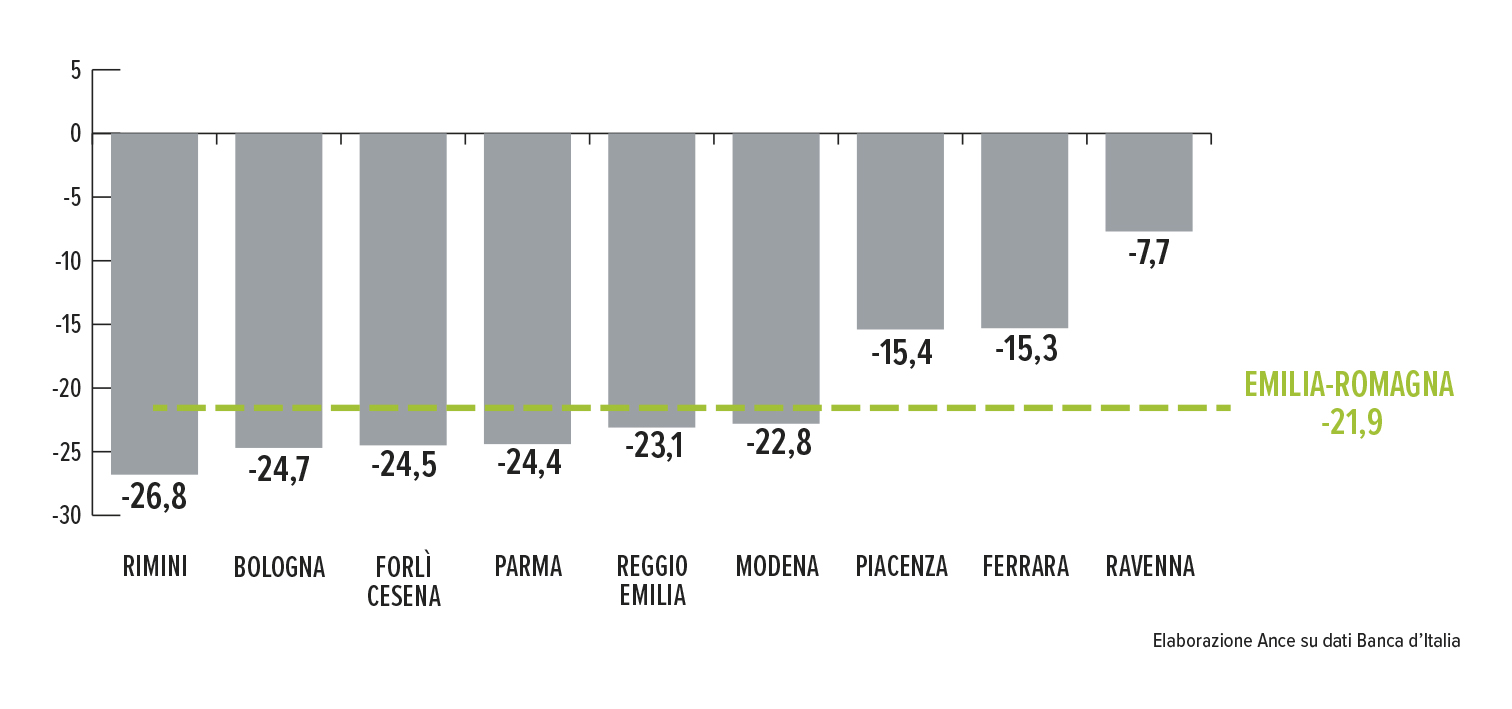 5
0
-5
-10
-15
-20
-25
-30
-26,8
-24,7
-24,5
-24,4
-23,1
-22,8
-15,4
-15,3
-7,7
EMILIA-ROMAGNA
-21,9
RIMINI
BOLOGNA
FORLÌ
CESENA
PARMA
REGGIO
EMILIA
MODENA
PIACENZA
FERRARA
RAVENNA
Elaborazione Ance su dati Banca d’Italia